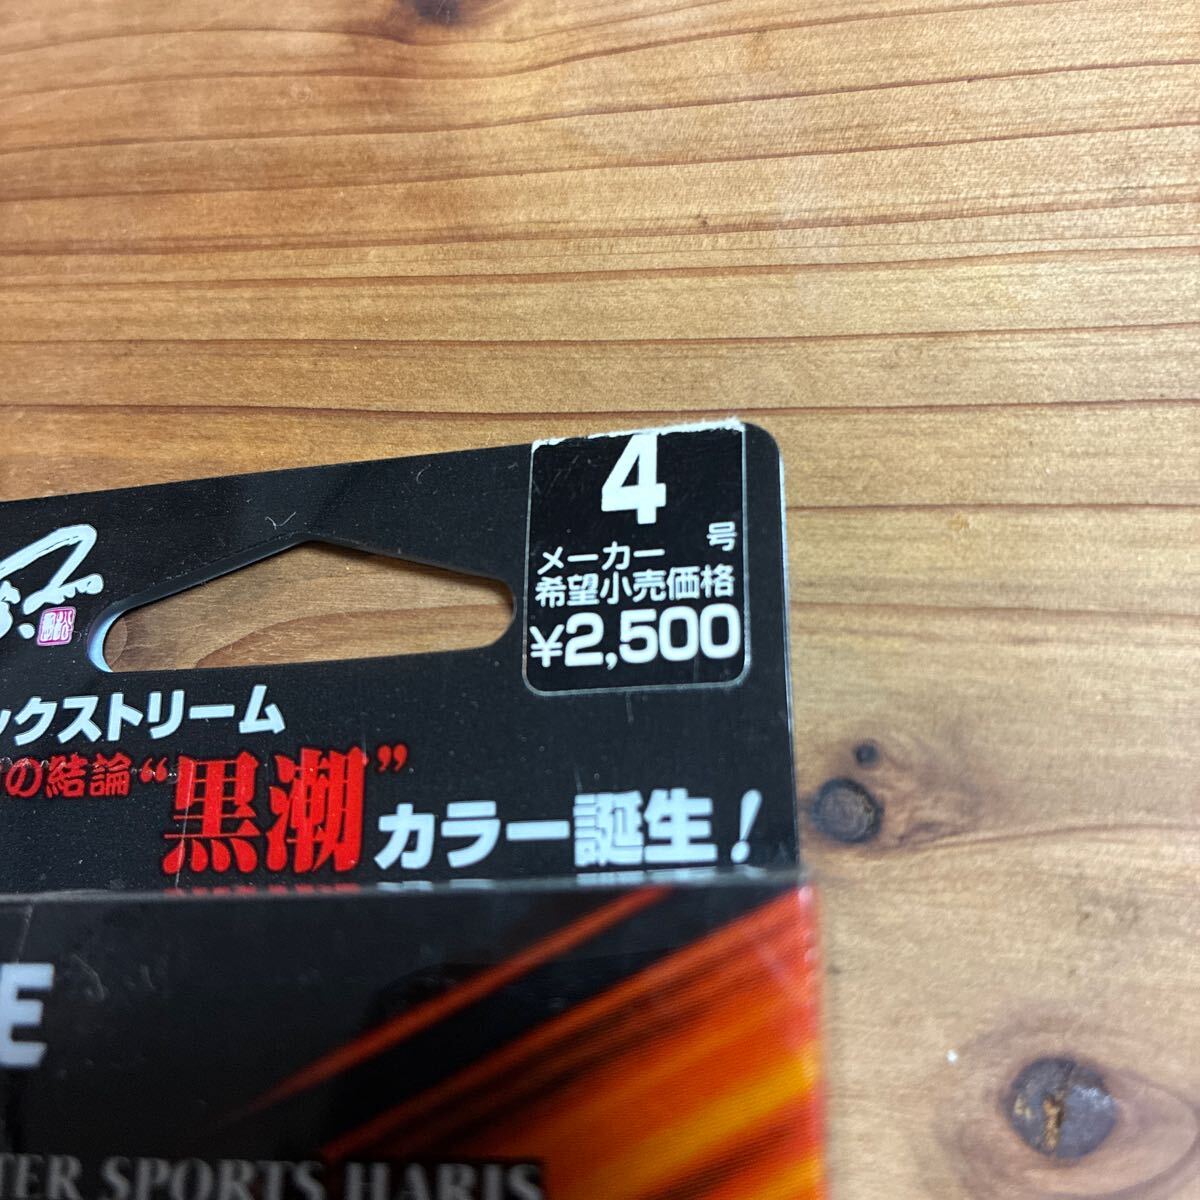 4
号
メーカー
希望小売価格
¥2,500
ックストリーム
の結論“黒潮”カラー誕生!
E
TER SPORTS HARIS